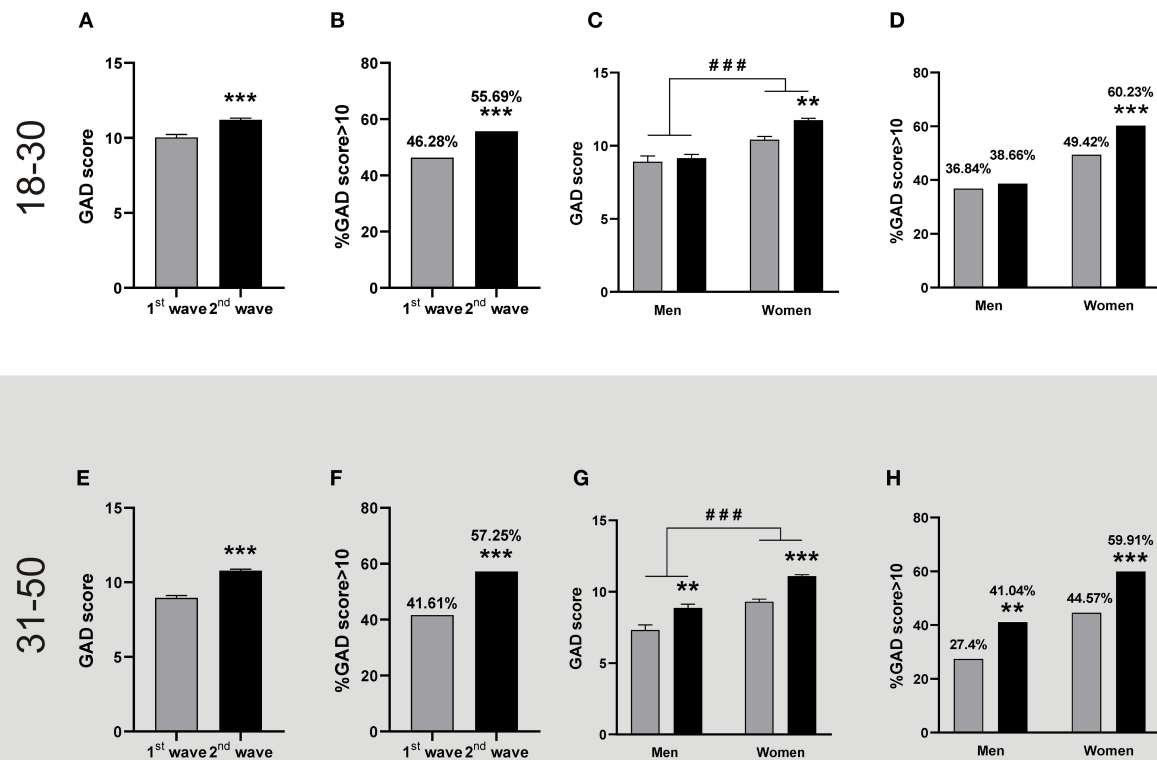 A
B
C
D
18-30
GAD score
15
10
5
0
***
1st wave 2nd wave
%GAD score>10
80
60
40
20
0
46.28%
55.69%
***
1st wave 2nd wave
GAD score
15
10
5
0
# # #
**
Men Women
%GAD score>10
80
60
40
20
0
36.84%
38.66%
49.42%
60.23%
***
Men Women
E
F
G
H
31-50
GAD score
15
10
5
0
***
1st wave 2nd wave
%GAD score>10
80
60
40
20
0
41.61%
57.25%
***
1st wave 2nd wave
GAD score
15
10
5
0
# # #
**
***
Men Women
%GAD score>10
80
60
40
20
0
27.4%
41.04%
**
44.57%
59.91%
***
Men Women